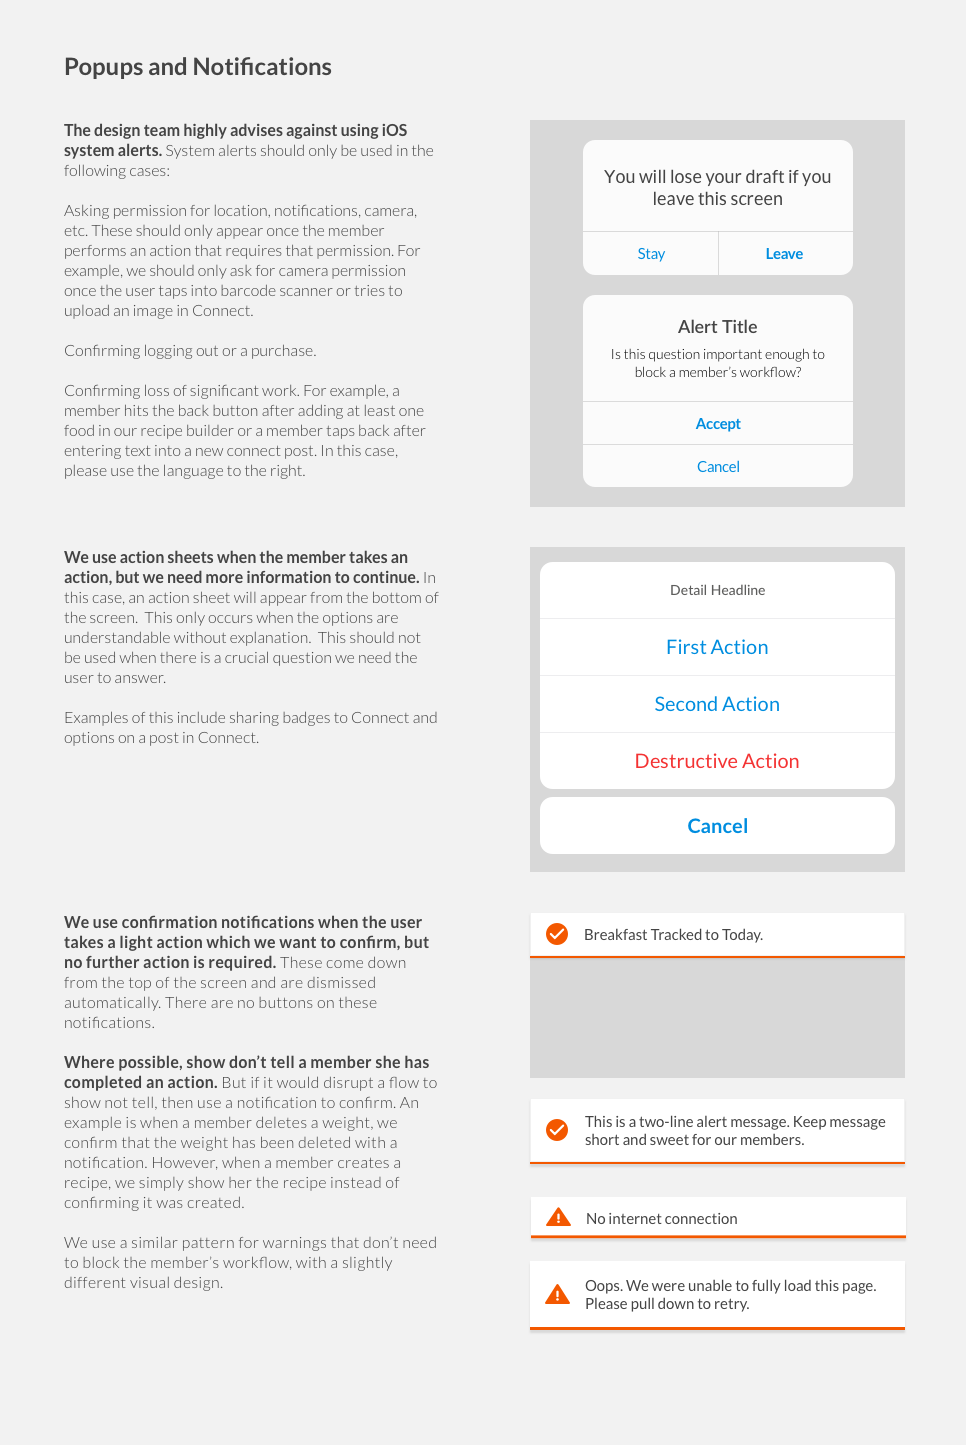 Popups and Notifications
The design team highly advises against using iOS
system alerts. System alerts should only be used in the
following cases:
Asking permission for location, notifications, camera,
etc. These should only appear once the member
performs an action that requires that permission. For
example, we should only ask for camera permission
once the user taps into barcode scanner or tries to
upload an image in Connect.
Confirming logging out or a purchase.
Confirming loss of significant work. For example, a
member hits the back button after adding at least one
food in our recipe builder or a member taps back after
entering text into a new connect post. In this case,
please use the language to the right.
You will lose your draft if you
leave this screen
Stay
Leave
Alert Title
Is this question important enough to
block a member's workflow?
Accept
Cancel
We use action sheets when the member takes an
action, but we need more information to continue. In
this case, an action sheet will appear from the bottom of
the screen.  This only occurs when the options are
understandable without explanation.  This should not
be used when there is a crucial question we need the
user to answer.
Examples of this include sharing badges to Connect and
options on a post in Connect.
Detail Headline
First Action
Second Action
Destructive Action
Cancel
We use confirmation notifications when the user
takes a light action which we want to confirm, but
no further action is required. These come down
from the top of the screen and are dismissed
automatically. There are no buttons on these
notifications.
Where possible, show don't tell a member she has
completed an action. But if it would disrupt a flow to
show not tell, then use a notification to confirm. An
example is when a member deletes a weight, we
confirm that the weight has been deleted with a
notification. However, when a member creates a
recipe, we simply show her the recipe instead of
confirming it was created.
We use a similar pattern for warnings that don't need
to block the member's workflow, with a slightly
different visual design.
Breakfast Tracked to Today.
This is a two-line alert message. Keep message
short and sweet for our members.
No internet connection
Oops. We were unable to fully load this page.
Please pull down to retry.